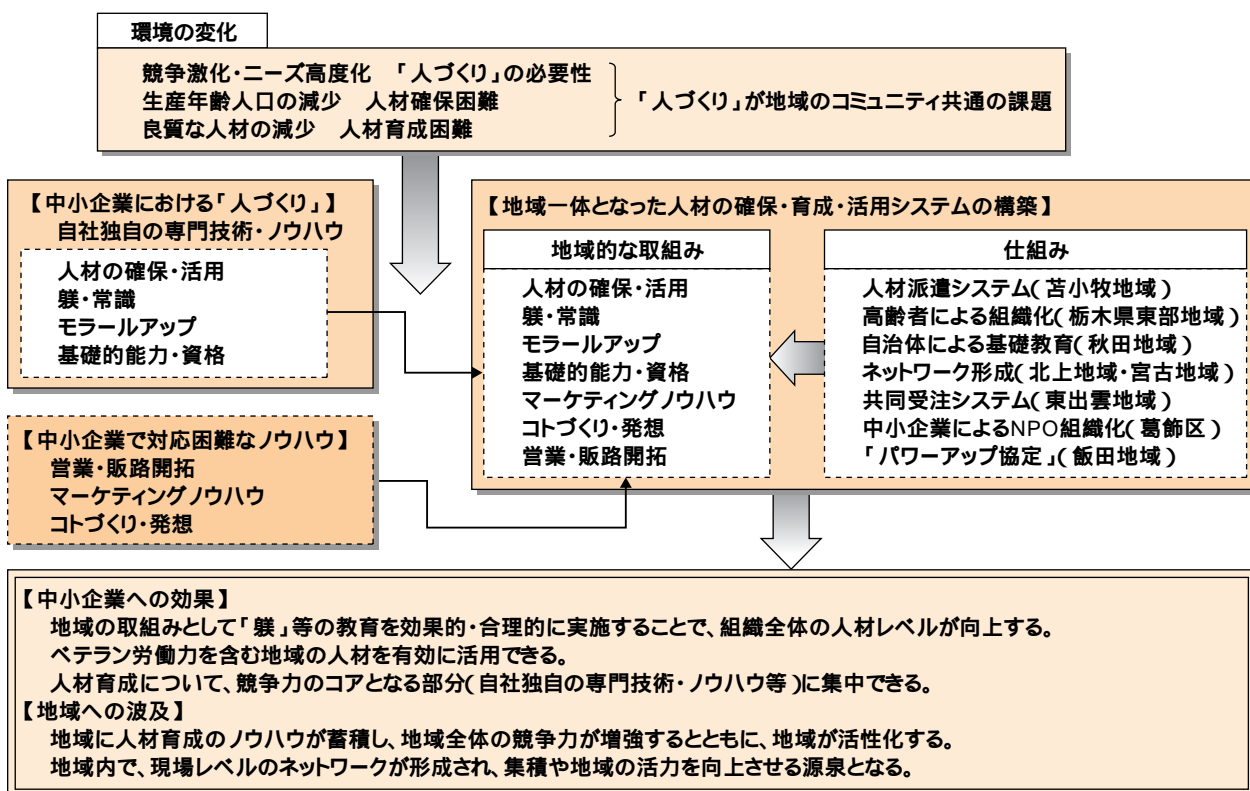 環境の変化
競争激化・ニーズ高度化 「人づくり」の必要性
生産年齢人口の減少 人材確保困難
良質な人材の減少 人材育成困難
「人づくり」が地域のコミュニティ共通の課題
【中小企業における「人づくり」】
自社独自の専門技術・ノウハウ
人材の確保・活用
躾・常識
モラールアップ
基礎的能力・資格
【中小企業で対応困難なノウハウ】
営業・販路開拓
マーケティングノウハウ
コトづくり・発想
【地域一体となった人材の確保・育成・活用システムの構築】
地域的な取組み
人材の確保・活用
躾・常識
モラールアップ
基礎的能力・資格
マーケティングノウハウ
コトづくり・発想
営業・販路開拓
仕組み
人材派遣システム(苫小牧地域)
高齢者による組織化(栃木県東部地域)
自治体による基礎教育(秋田地域)
ネットワーク形成(北上地域・宮古地域)
共同受注システム(東出雲地域)
中小企業によるNPO組織化(葛飾区)
「パワーアップ協定」(飯田地域)
【中小企業への効果】
地域の取組みとして「躾」等の教育を効果的・合理的に実施することで、組織全体の人材レベルが向上する。
ベテラン労働力を含む地域の人材を有効に活用できる。
人材育成について、競争力のコアとなる部分(自社独自の専門技術・ノウハウ等)に集中できる。
【地域への波及】
地域に人材育成のノウハウが蓄積し、地域全体の競争力が増強するとともに、地域が活性化する。
地域内で、現場レベルのネットワークが形成され、集積や地域の活力を向上させる源泉となる。